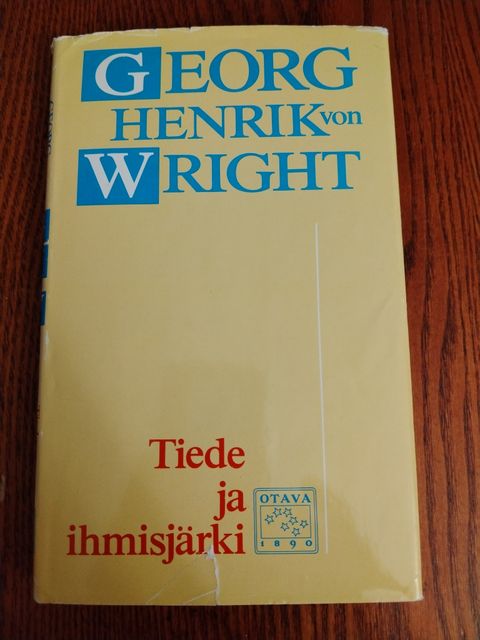 GEORG
HENRIK von
WRIGHT
Tiede
ja
ihmisjärki
OTAVA
1890